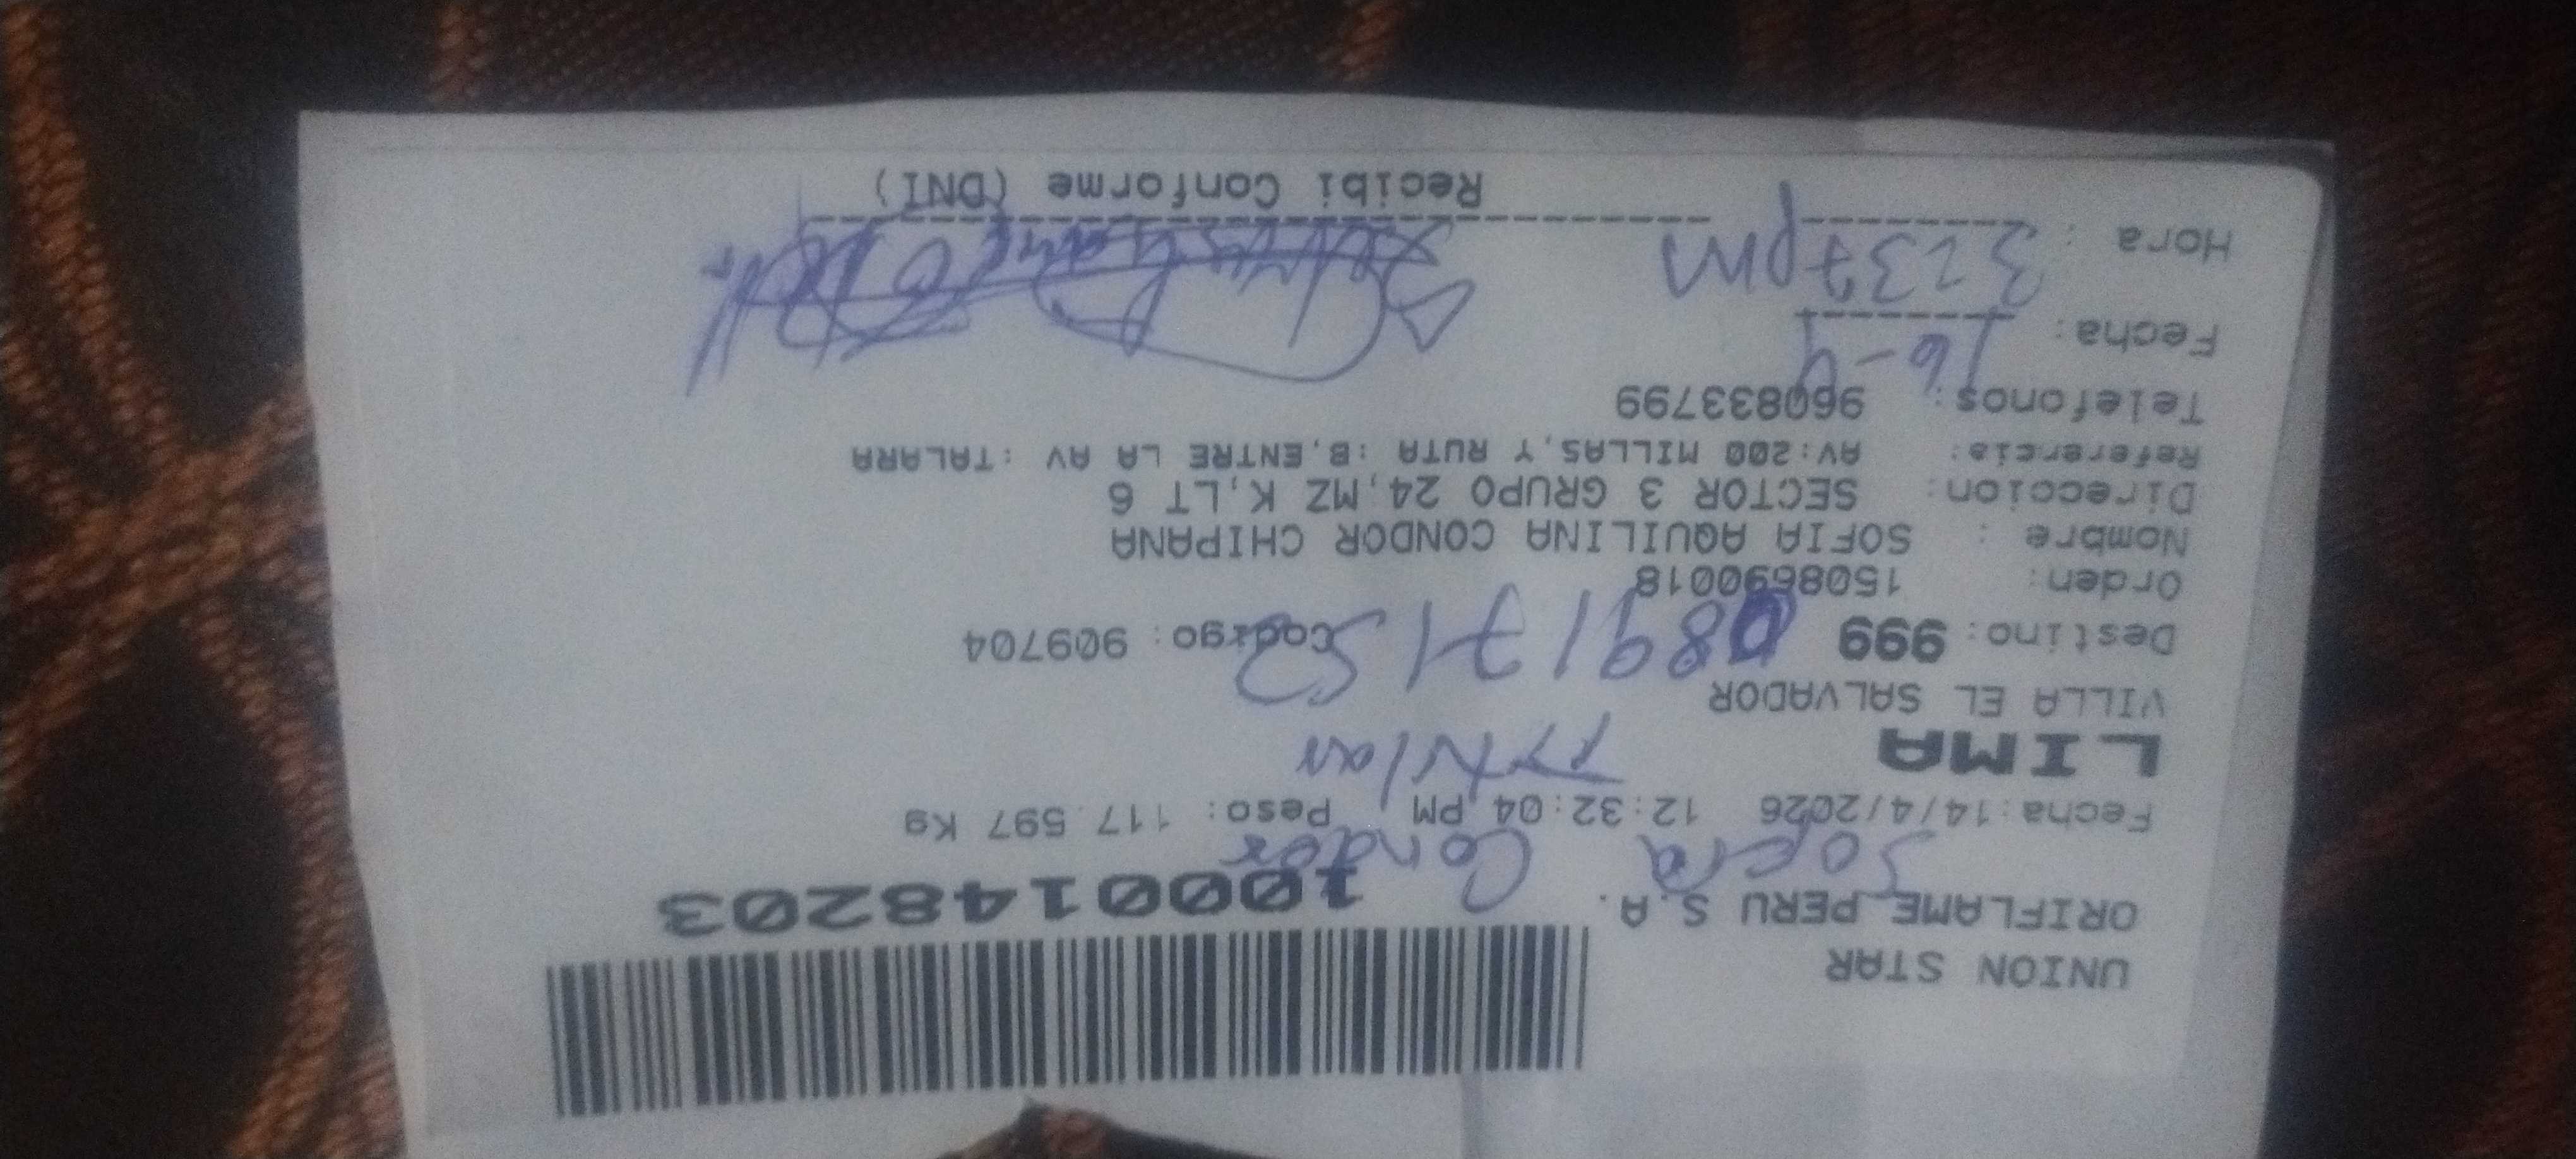 1000148203
UNION STAR
ORIFLAME PERU S.A.
Sofia Condor
Fecha:14/4/2026 12:32:04 PM Peso: 117.597 Kg
LIMA
VILLA EL SALVADOR
Destino: 999 Codigo: 909704
Orden: 1508690018
Nombre : SOFIA AQUILINA CONDOR CHIPANA
Direccion: SECTOR 3 GRUPO 24,MZ K,LT 6
Referencia: AV:200 MILLAS,Y RUTA :B,ENTRE LA AV :TALARA
Telefonos: 960833799
Fecha: 16-4
Hora : 3:37pm
Recibi Conforme (DNI)